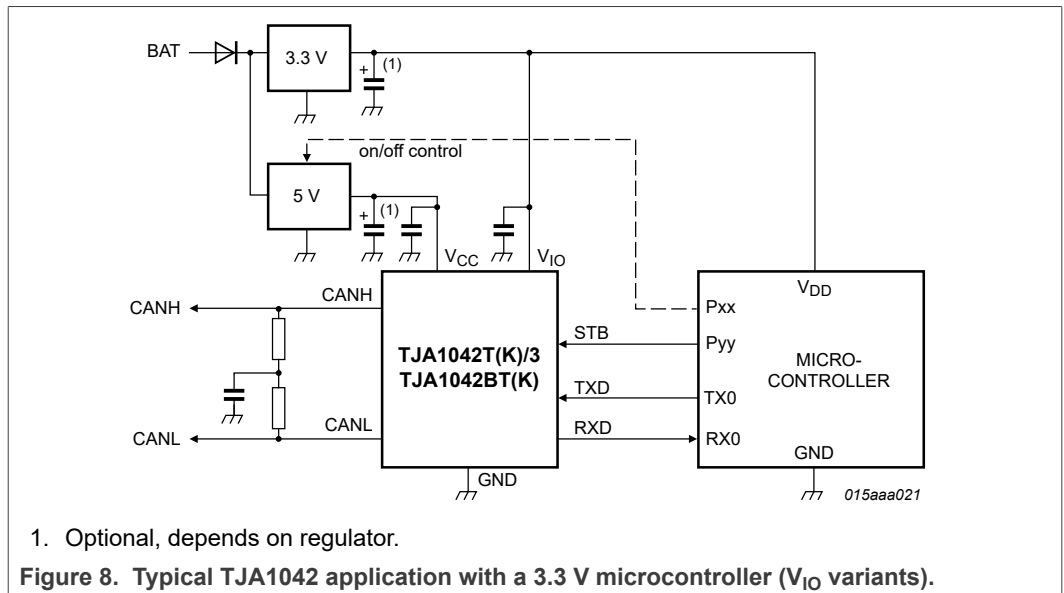 BAT
3.3 V
+
(1)
on/off control
5 V
+
(1)
VCC
VIO
VDD
CANH
CANH
Pxx
STB
Pyy
TJA1042T(K)/3
TJA1042BT(K)
MICRO-
CONTROLLER
TXD
TX0
CANL
CANL
RXD
RX0
GND
GND
015aaa021
1. Optional, depends on regulator.
Figure 8. Typical TJA1042 application with a 3.3 V microcontroller (VIO variants).